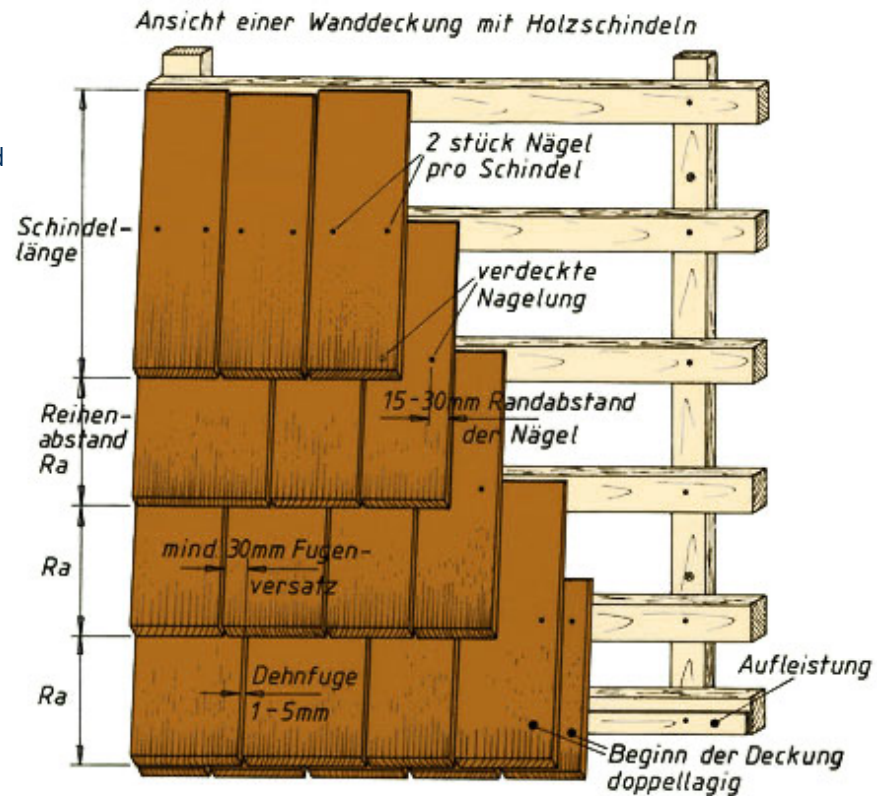 Ansicht einer Wanddeckung mit Holzschindeln
d
2 stück Nägel
pro Schindel
Schindel-
länge
verdeckte
Nagelung
Reihen-
abstand
Ra
15-30mm Randabstand
der Nägel
Ra
mind 30mm Fugen-
versatz
Ra
Dehnfuge
1-5mm
Aufleistung
Beginn der Deckung
doppellagig